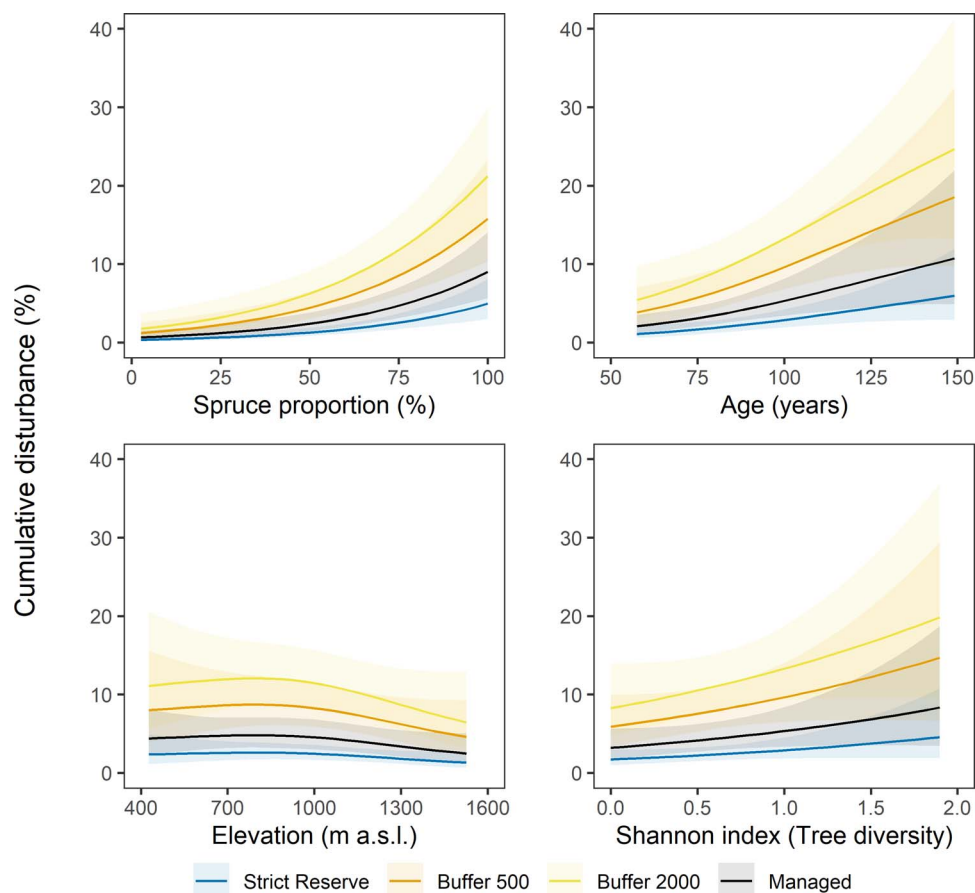 Cumulative disturbance (%)
40
30
20
10
0
0 25 50 75 100
Spruce proportion (%)
40
30
20
10
0
50 75 100 125 150
Age (years)
40
30
20
10
0
400 700 1000 1300 1600
Elevation (m a.s.l.)
40
30
20
10
0
0.0 0.5 1.0 1.5 2.0
Shannon index (Tree diversity)
Strict Reserve Buffer 500 Buffer 2000 Managed